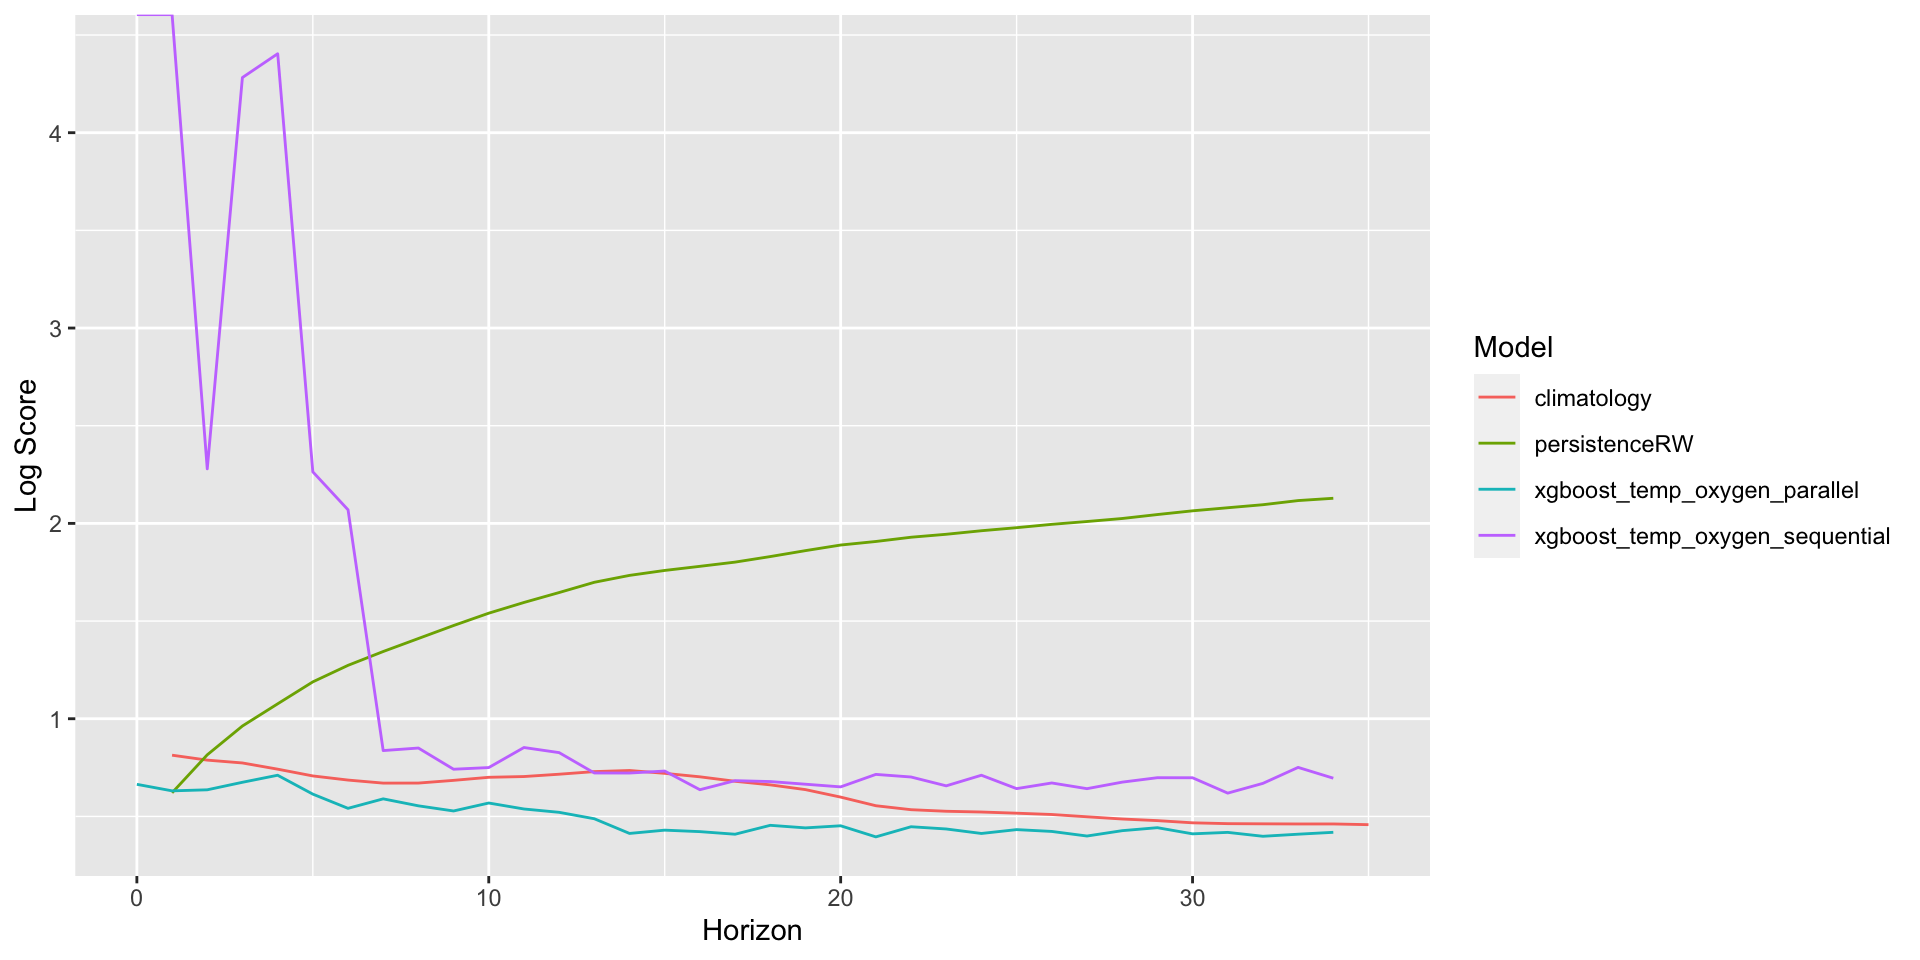 4
3
2
1
Log Score
0
10
20
30
Horizon
Model
climatology
persistenceRW
xgboost_temp_oxygen_parallel
xgboost_temp_oxygen_sequential